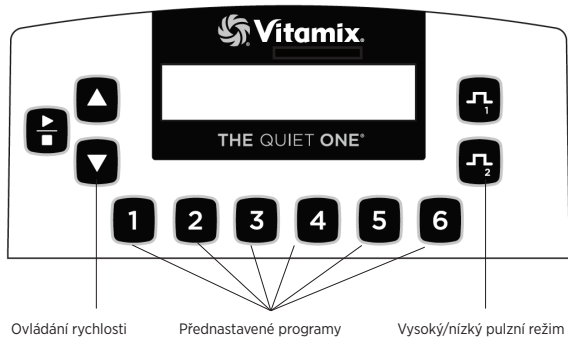 Vitamix.
THE QUIET ONE®
1
2
1 2 3 4 5 6
Ovládání rychlosti Přednastavené programy Vysoký/nízký pulzní režim